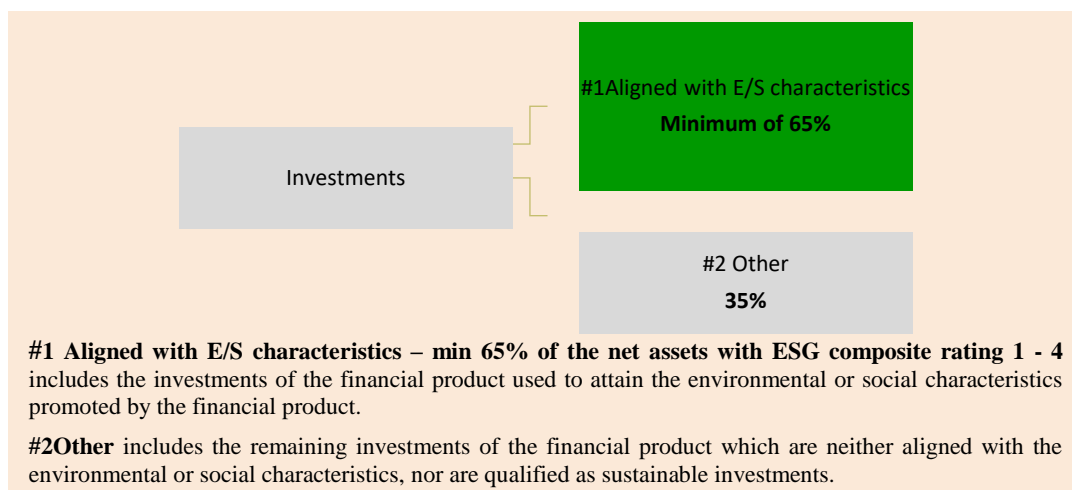 #1Aligned with E/S characteristics
Minimum of 65%
Investments
#2 Other
35%
#1 Aligned with E/S characteristics – min 65% of the net assets with ESG composite rating 1 - 4
includes the investments of the financial product used to attain the environmental or social characteristics
promoted by the financial product.
#2Other includes the remaining investments of the financial product which are neither aligned with the
environmental or social characteristics, nor are qualified as sustainable investments.